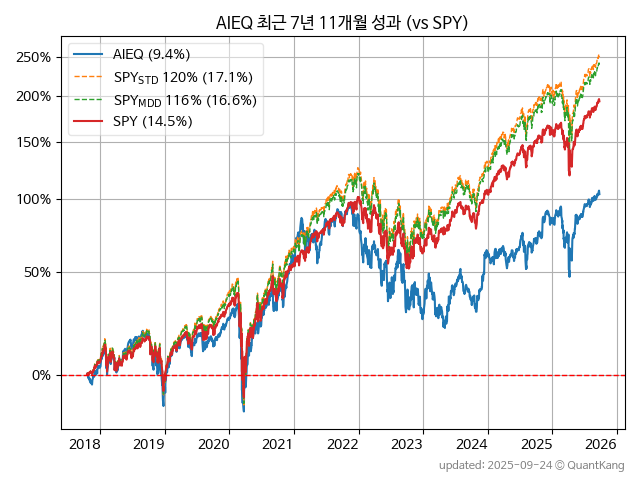 AIEQ 최근 7년 11개월 성과 (vs SPY)
AIEQ (9.4%)
SPY_STD 120% (17.1%)
SPY_MDD 116% (16.6%)
SPY (14.5%)
250%
200%
150%
100%
50%
0%
2018 2019 2020 2021 2022 2023 2024 2025 2026
updated: 2025-09-24 © QuantKang